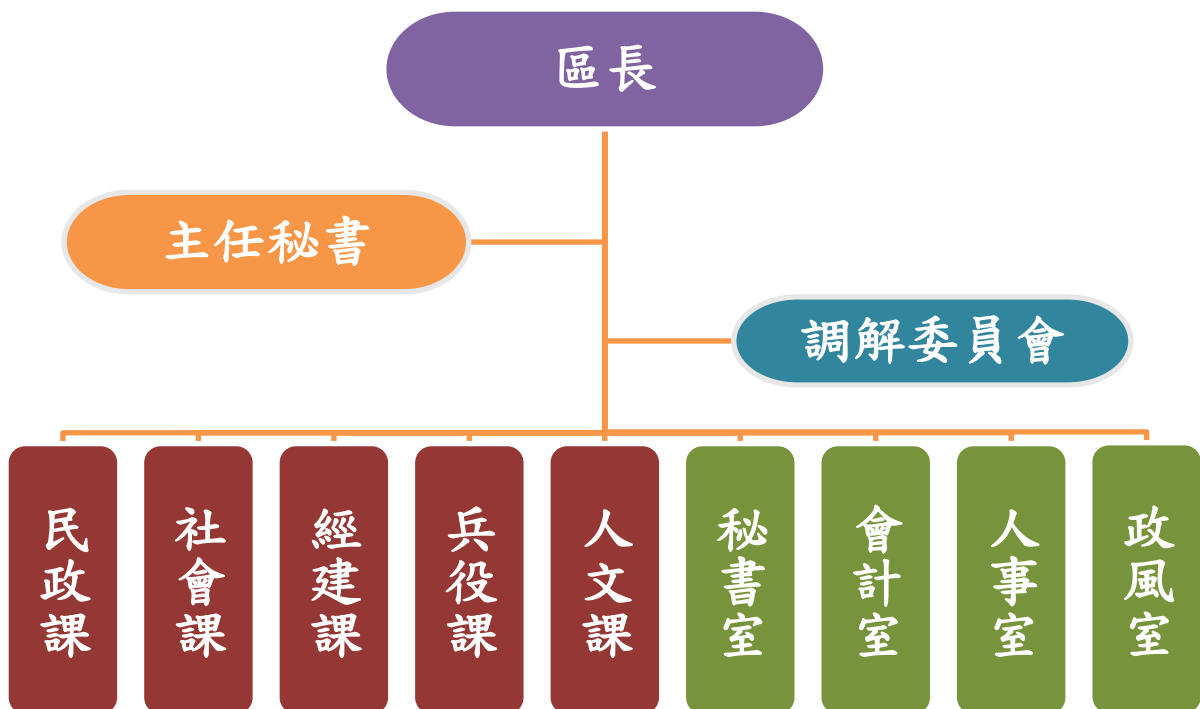 區長
主任秘書
調解委員會
民政課
社會課
經建課
兵役課
人文課
秘書室
會計室
人事室
政風室